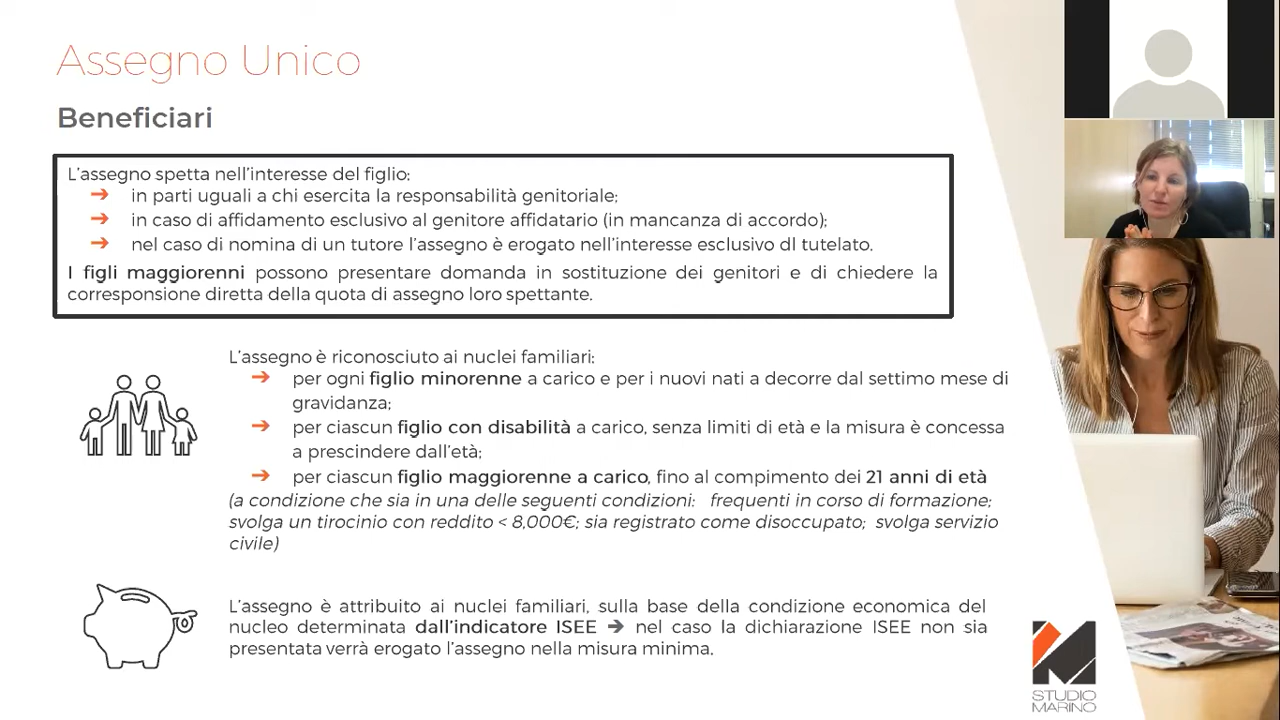 Assegno Unico
Beneficiari
L'assegno spetta nell'interesse del figlio:
➔ in parti uguali a chi esercita la responsabilità genitoriale;
➔ in caso di affidamento esclusivo al genitore affidatario (in mancanza di accordo);
➔ nel caso di nomina di un tutore l'assegno è erogato nell'interesse esclusivo dl tutelato.
I figli maggiorenni possono presentare domanda in sostituzione dei genitori e di chiedere la
corresponsione diretta della quota di assegno loro spettante.
L'assegno è riconosciuto ai nuclei familiari:
➔ per ogni figlio minorenne a carico e per i nuovi nati a decorre dal settimo mese di
gravidanza;
➔ per ciascun figlio con disabilità a carico, senza limiti di età e la misura è concessa
a prescindere dall'età;
➔ per ciascun figlio maggiorenne a carico, fino al compimento dei 21 anni di età
(a condizione che sia in una delle seguenti condizioni: frequenti in corso di formazione;
svolga un tirocinio con reddito < 8,000€; sia registrato come disoccupato; svolga servizio
civile)
L'assegno è attribuito ai nuclei familiari, sulla base della condizione economica del
nucleo determinata dall'indicatore ISEE ➔ nel caso la dichiarazione ISEE non sia
presentata verrà erogato l'assegno nella misura minima.
STUDIO
MARINO